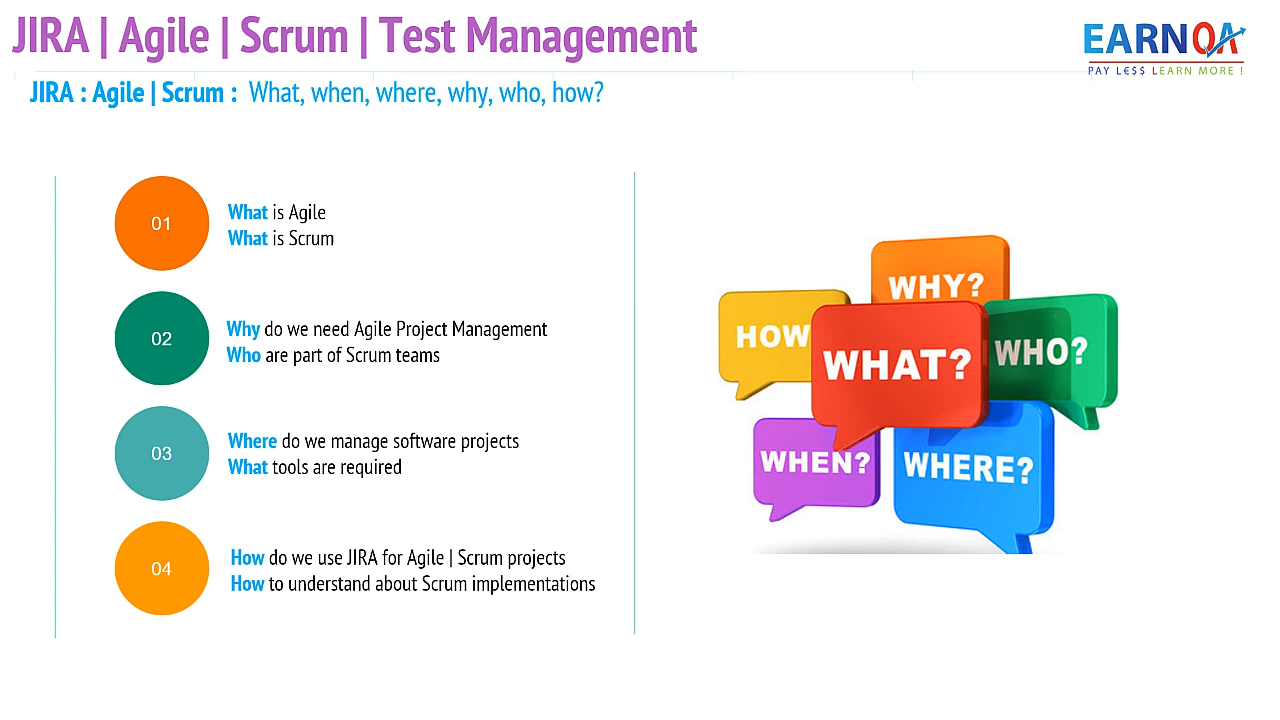 JIRA | Agile | Scrum | Test Management
EARNQA
PAY LE$$ LEARN MORE !
JIRA : Agile | Scrum : What, when, where, why, who, how?
01
What is Agile
What is Scrum
02
Why do we need Agile Project Management
Who are part of Scrum teams
03
Where do we manage software projects
What tools are required
04
How do we use JIRA for Agile | Scrum projects
How to understand about Scrum implementations
WHY?
HOW
WHAT?
WHO?
WHEN?
WHERE?